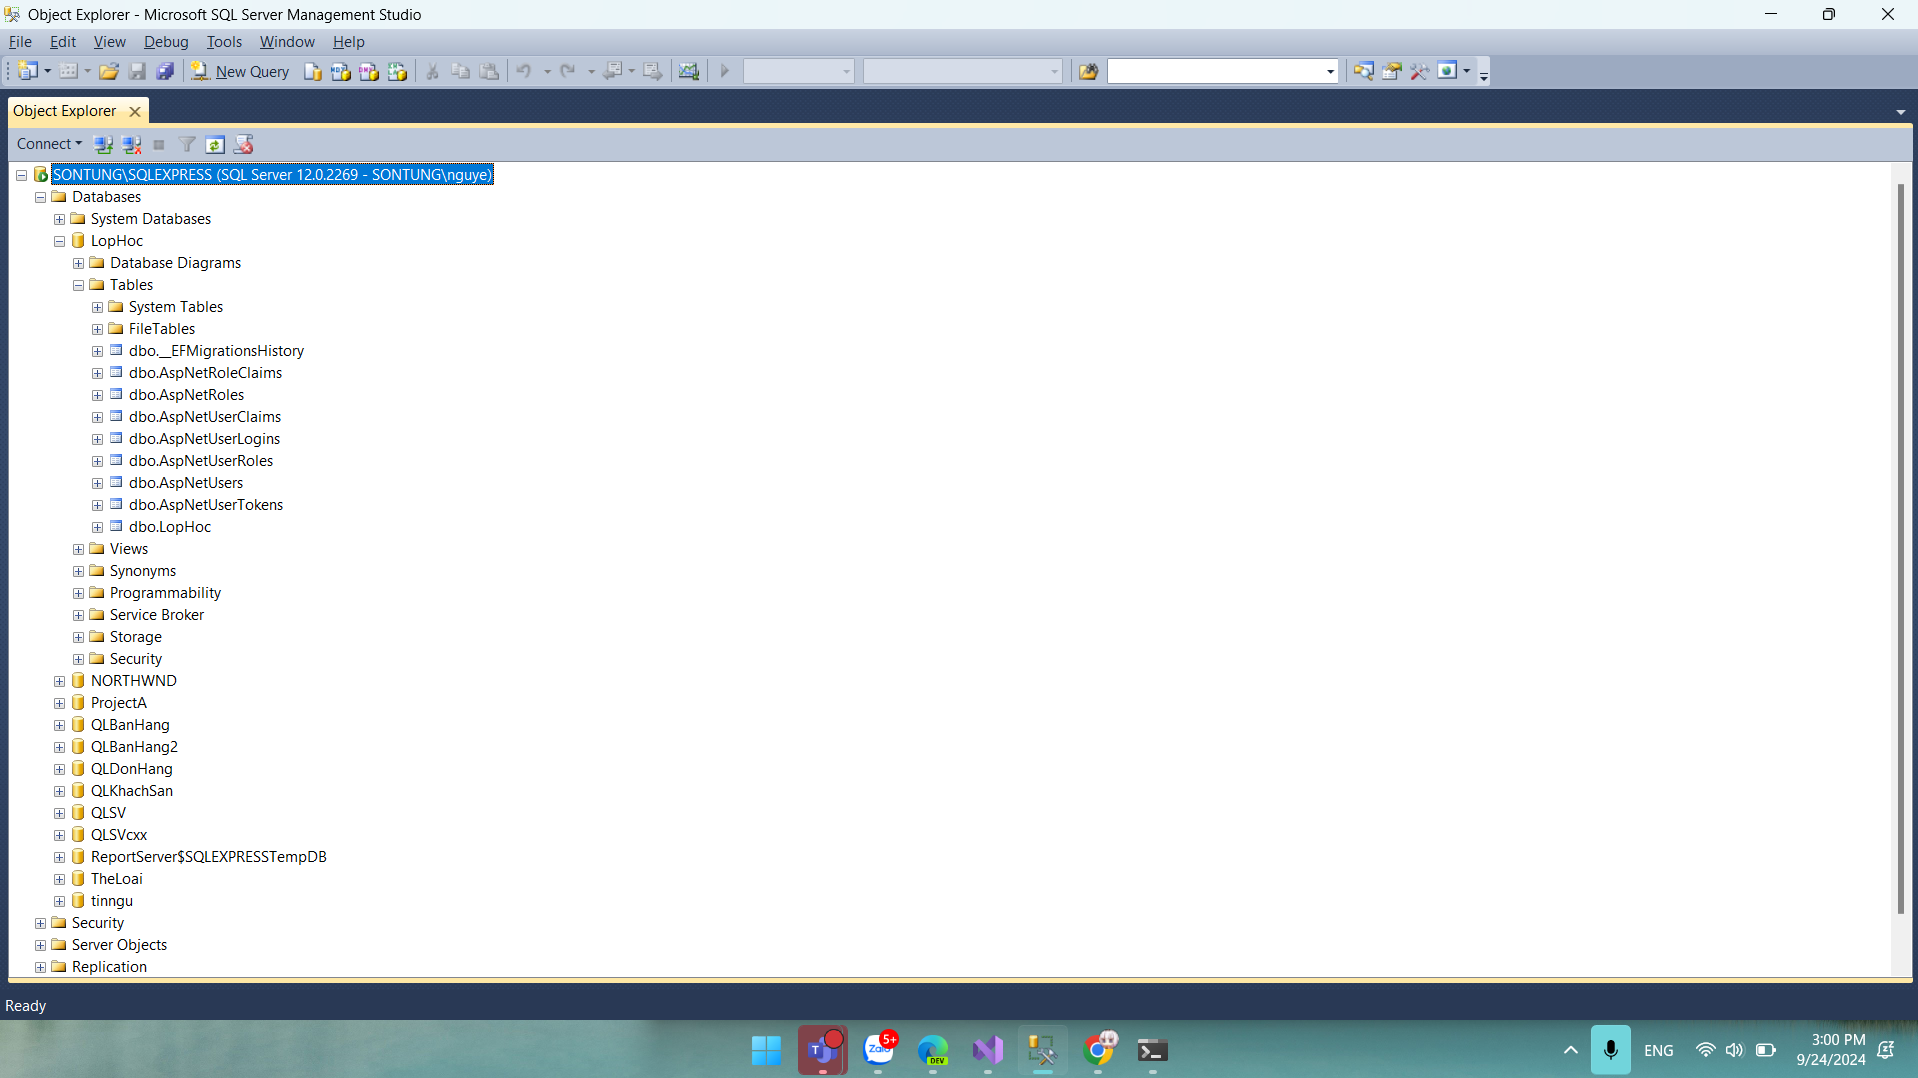 Object Explorer - Microsoft SQL Server Management Studio
File Edit View Debug Tools Window Help
New Query
Object Explorer
Connect
SONTUNG\SQLEXPRESS (SQL Server 12.0.2269 - SONTUNG\nguye)
Databases
System Databases
LopHoc
Database Diagrams
Tables
System Tables
FileTables
dbo.__EFMigrationsHistory
dbo.AspNetRoleClaims
dbo.AspNetRoles
dbo.AspNetUserClaims
dbo.AspNetUserLogins
dbo.AspNetUserRoles
dbo.AspNetUsers
dbo.AspNetUserTokens
dbo.LopHoc
Views
Synonyms
Programmability
Service Broker
Storage
Security
NORTHWND
ProjectA
QLBanHang
QLBanHang2
QLDonHang
QLKhachSan
QLSV
QLSVcxx
ReportServer$SQLEXPRESSTempDB
TheLoai
tinngu
Security
Server Objects
Replication
Ready
Zalo 5+
DEV
ENG
3:00 PM
9/24/2024